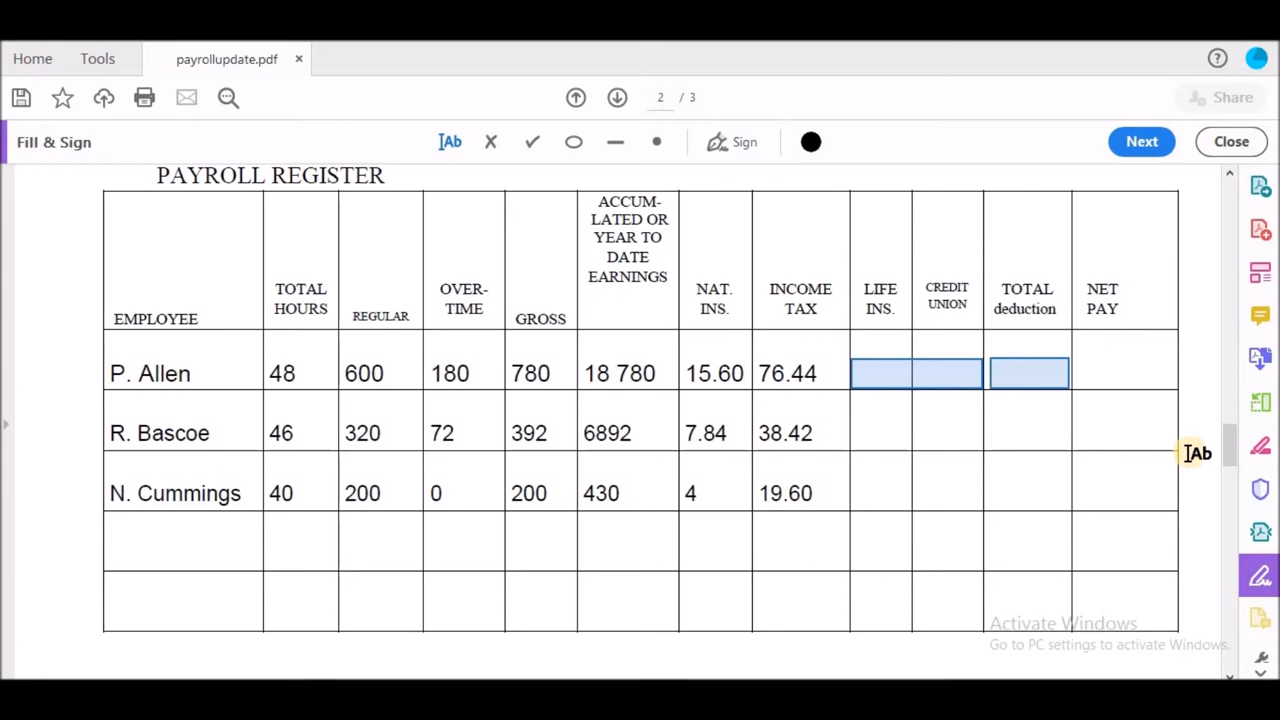 Home Tools payrollupdate.pdf ×
2 / 3 Share
Fill & Sign Ab Sign Next Close
PAYROLL REGISTER
EMPLOYEE
TOTAL
HOURS
REGULAR
OVER-
TIME
GROSS
ACCUM-
LATED OR
YEAR TO
DATE
EARNINGS
NAT.
INS.
INCOME
TAX
LIFE
INS.
CREDIT
UNION
TOTAL
deduction
NET
PAY
P. Allen 48 600 180 780 18 780 15.60 76.44
R. Bascoe 46 320 72 392 6892 7.84 38.42
Ab
N. Cummings 40 200 0 200 430 4 19.60
Activate Windows
Go to PC settings to activate Windows.